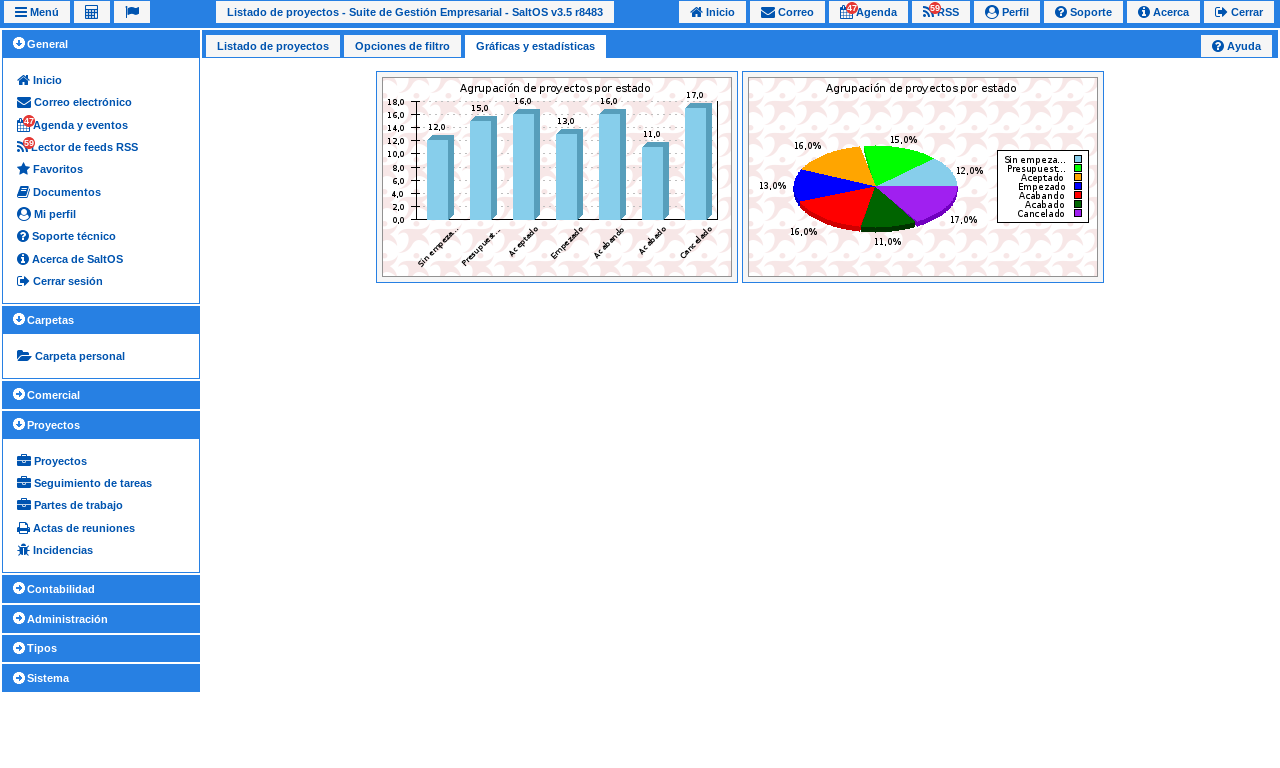 Menú
Listado de proyectos - Suite de Gestión Empresarial - SaltOS v3.5 r8483
Inicio
Correo
47 Agenda
59 RSS
Perfil
Soporte
Acerca
Cerrar
General
Inicio
Correo electrónico
47 Agenda y eventos
59 Lector de feeds RSS
Favoritos
Documentos
Mi perfil
Soporte técnico
Acerca de SaltOS
Cerrar sesión
Carpetas
Carpeta personal
Comercial
Proyectos
Proyectos
Seguimiento de tareas
Partes de trabajo
Actas de reuniones
Incidencias
Contabilidad
Administración
Tipos
Sistema
Listado de proyectos
Opciones de filtro
Gráficas y estadísticas
Ayuda
Agrupación de proyectos por estado
18,0
16,0
14,0
12,0
10,0
8,0
6,0
4,0
2,0
0,0
12,0
15,0
16,0
13,0
16,0
11,0
17,0
Sin empeza...
Presupuest...
Aceptado
Empezado
Acabando
Acabado
Cancelado
Agrupación de proyectos por estado
15,0%
16,0%
12,0%
13,0%
17,0%
16,0%
11,0%
Sin empeza...
Presupuest...
Aceptado
Empezado
Acabando
Acabado
Cancelado